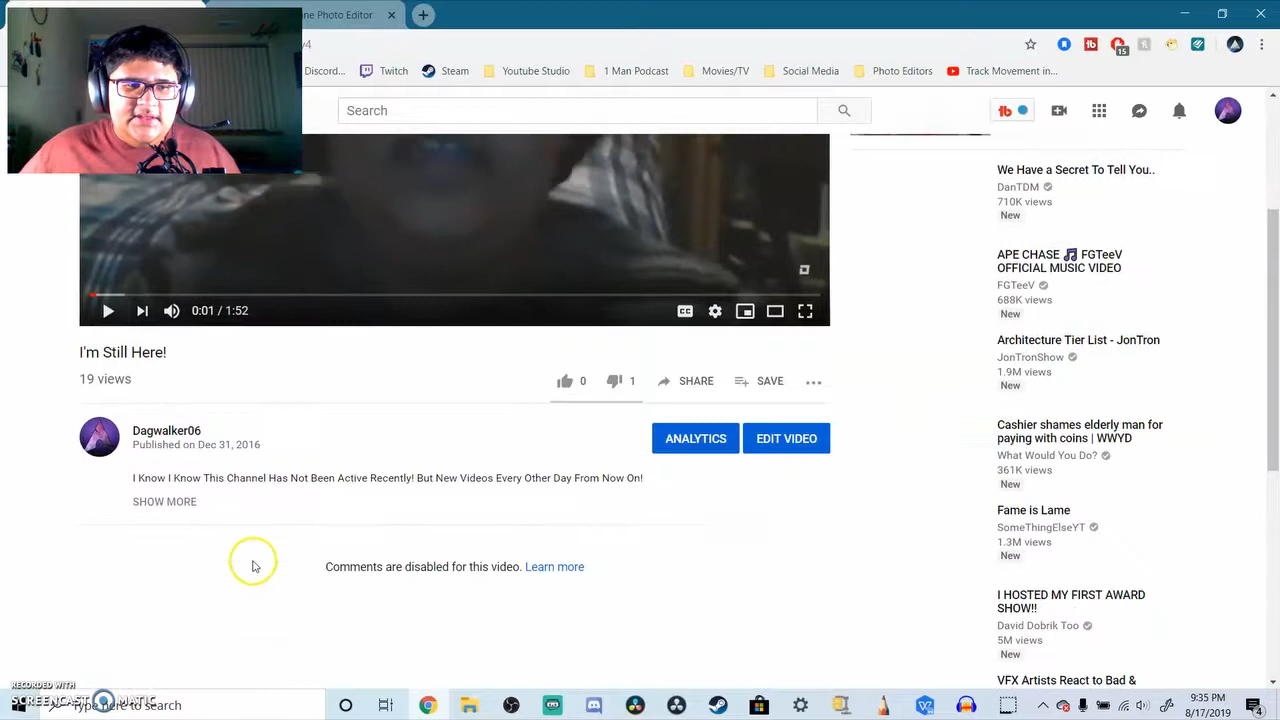 ne Photo Editor
y4
Discord... Twitch Steam Youtube Studio 1 Man Podcast Movies/TV Social Media Photo Editors Track Movement in...
15
Search
0:01 / 1:52
CC
I'm Still Here!
19 views
0 1 SHARE SAVE
Dagwalker06
Published on Dec 31, 2016
ANALYTICS EDIT VIDEO
I Know I Know This Channel Has Not Been Active Recently! But New Videos Every Other Day From Now On!
SHOW MORE
Comments are disabled for this video. Learn more
We Have a Secret To Tell You..
DanTDM
710K views
New
APE CHASE 🎵 FGTeeV
OFFICIAL MUSIC VIDEO
FGTeeV
688K views
New
Architecture Tier List - JonTron
JonTronShow
1.9M views
New
Cashier shames elderly man for
paying with coins | WWYD
What Would You Do?
361K views
New
Fame is Lame
SomeThingElseYT
1.3M views
New
I HOSTED MY FIRST AWARD
SHOW!!
David Dobrik Too
5M views
New
VFX Artists React to Bad &
RECORDED WITH
SCREENCAST MATIC
Type here to search
9:35 PM
8/17/2019
4